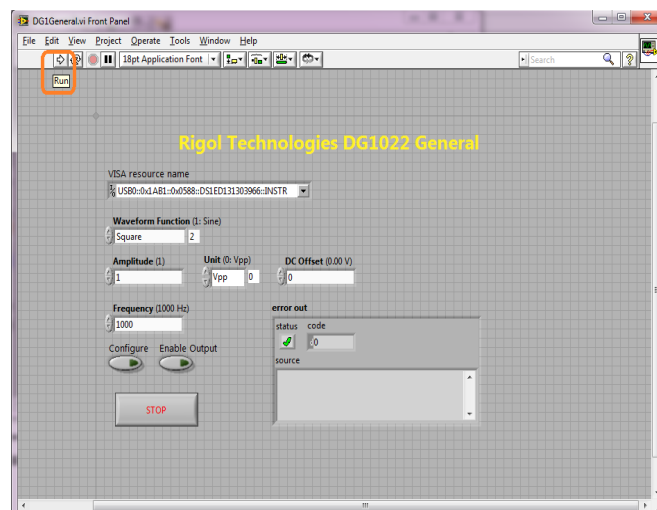 DG1General.vi Front Panel
File Edit View Project Operate Tools Window Help
18pt Application Font
Search
Run
Rigol Technologies DG1022 General
VISA resource name
USB0::0x1AB1::0x0588::DS1ED131303966::INSTR
Waveform Function (1: Sine)
Square 2
Amplitude (1) Unit (0: Vpp) DC Offset (0.00 V)
1 Vpp 0 0
Frequency (1000 Hz) error out
1000 status code
0
Configure Enable Output source
STOP